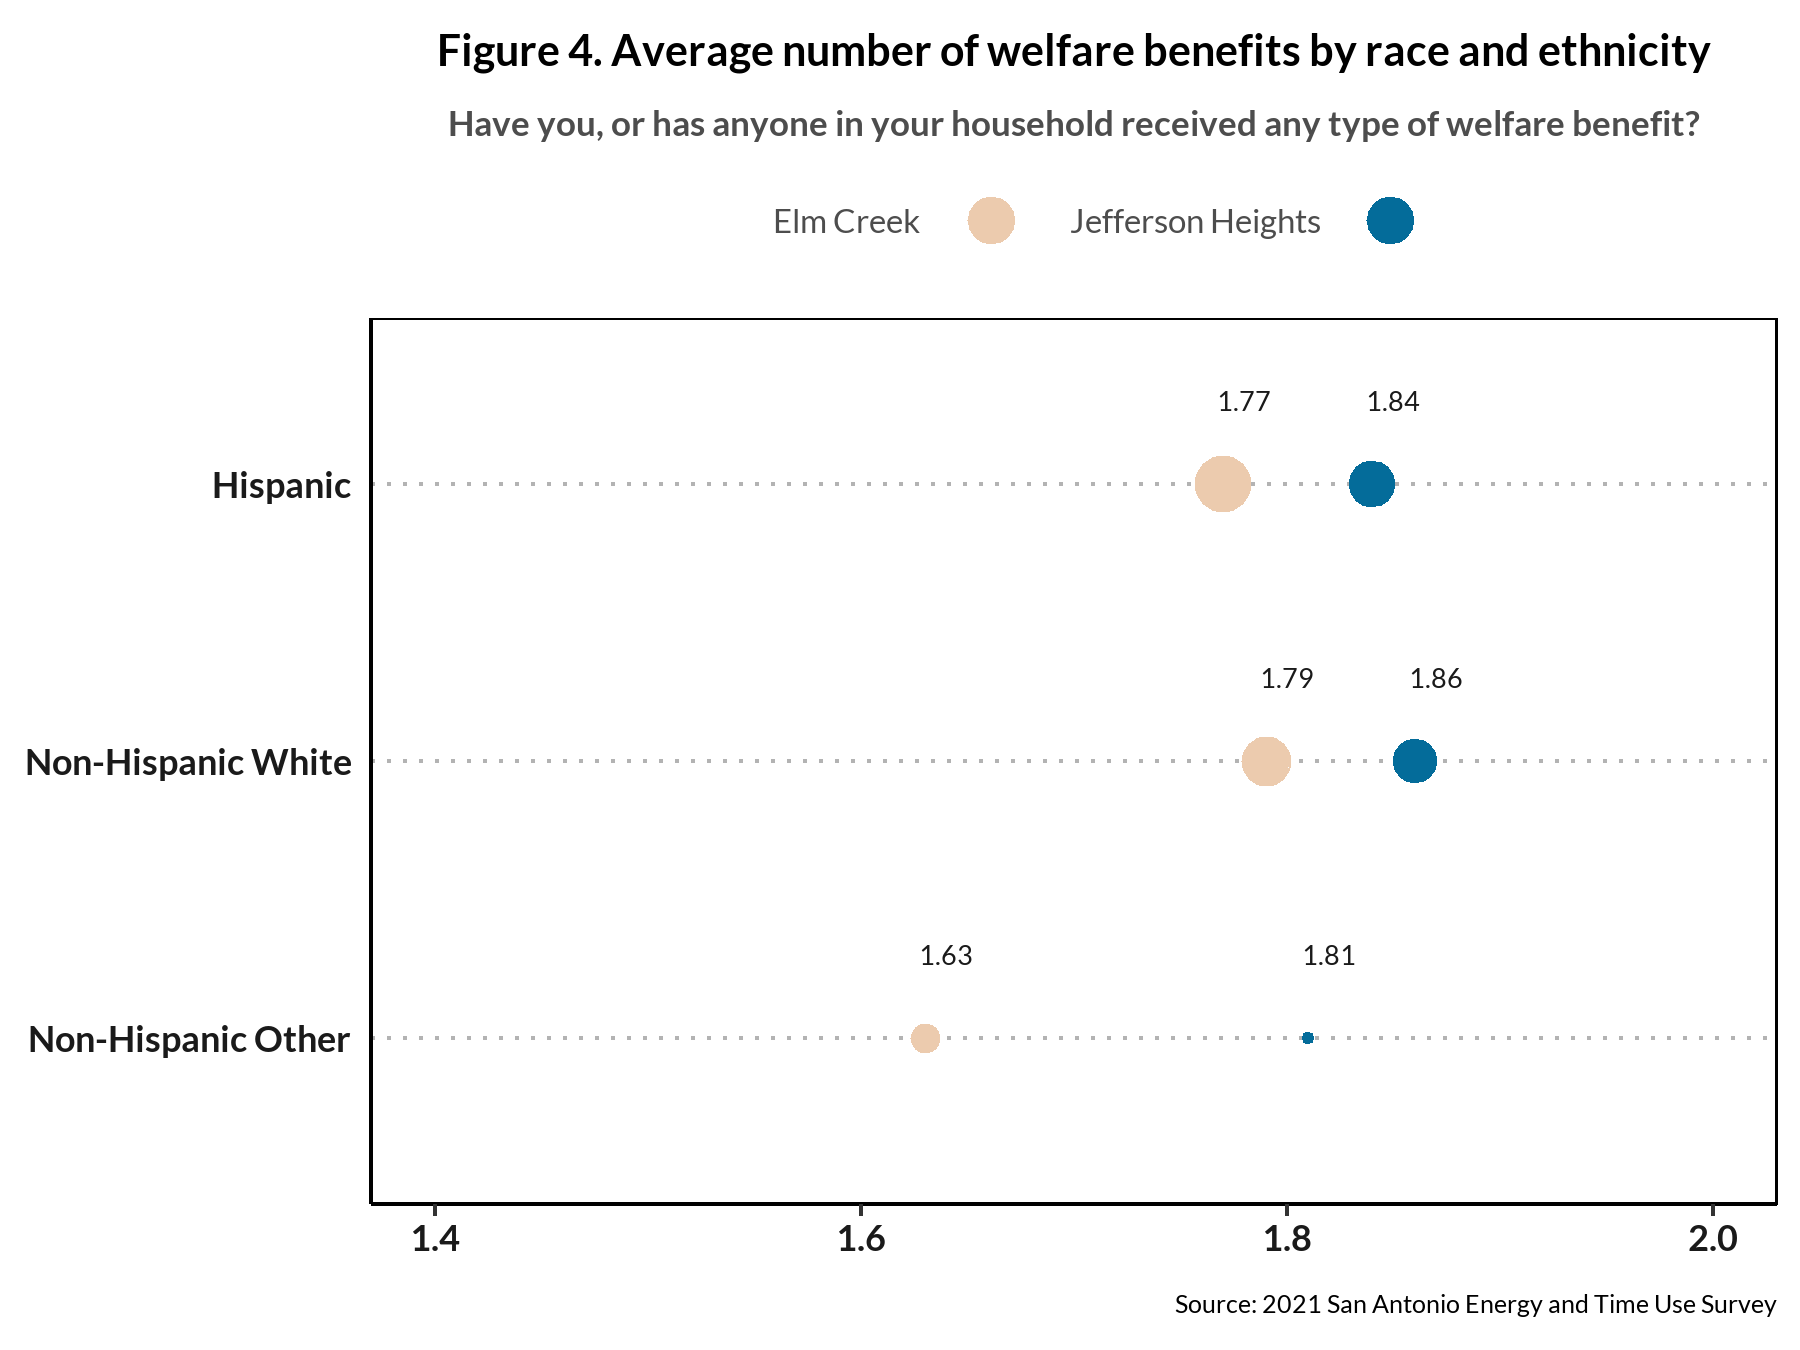 Figure 4. Average number of welfare benefits by race and ethnicity
Have you, or has anyone in your household received any type of welfare benefit?
Elm Creek Jefferson Heights
1.77 1.84
Hispanic
1.79 1.86
Non-Hispanic White
1.63 1.81
Non-Hispanic Other
1.4 1.6 1.8 2.0
Source: 2021 San Antonio Energy and Time Use Survey